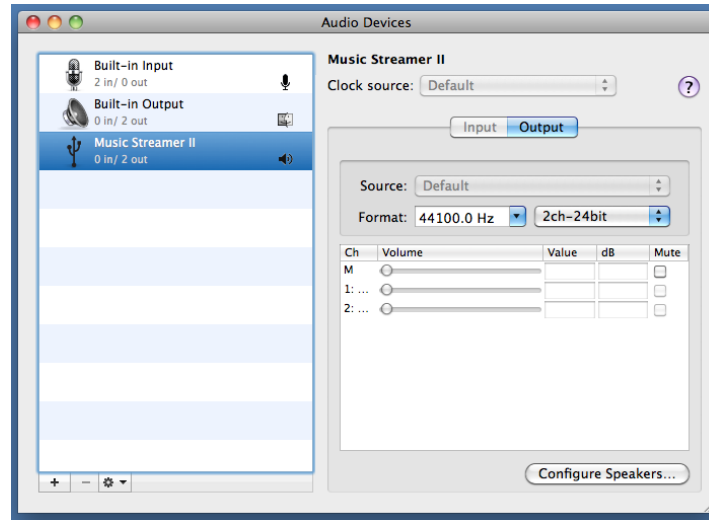 Audio Devices
Built-in Input
2 in/ 0 out
Built-in Output
0 in/ 2 out
Music Streamer II
0 in/ 2 out
+ −
Music Streamer II
Clock source: Default ?
Input Output
Source: Default
Format: 44100.0 Hz 2ch-24bit
Ch Volume Value dB Mute
M
1: ...
2: ...
Configure Speakers...